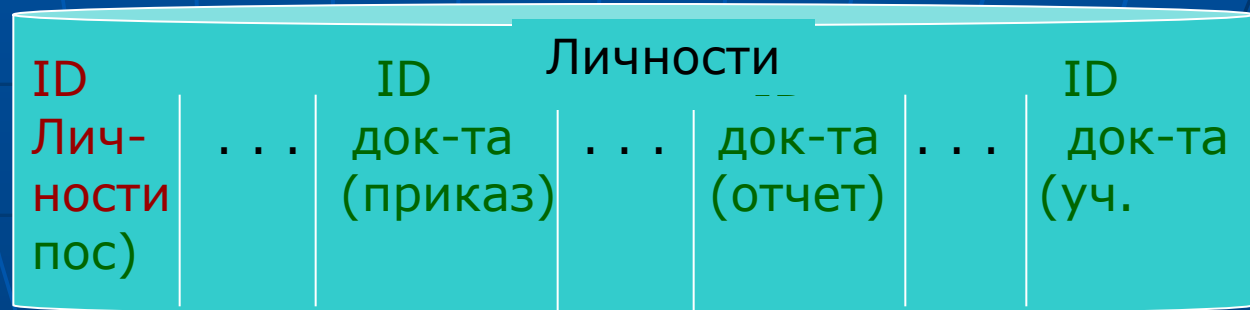 Личности
ID ID ID
Лич- . . . док-та . . . док-та . . . док-та
ности (приказ) (отчет) (уч.
пос)